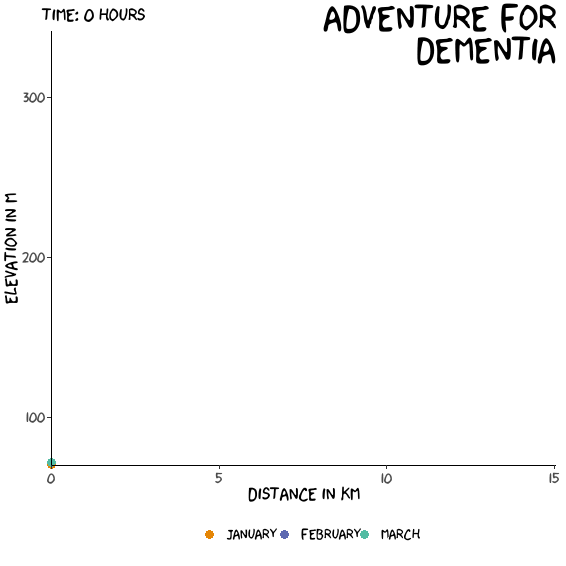 TIME: 0 HOURS
ADVENTURE FOR
DEMENTIA
300
200
100
ELEVATION IN M
0 5 10 15
DISTANCE IN KM
JANUARY FEBRUARY MARCH